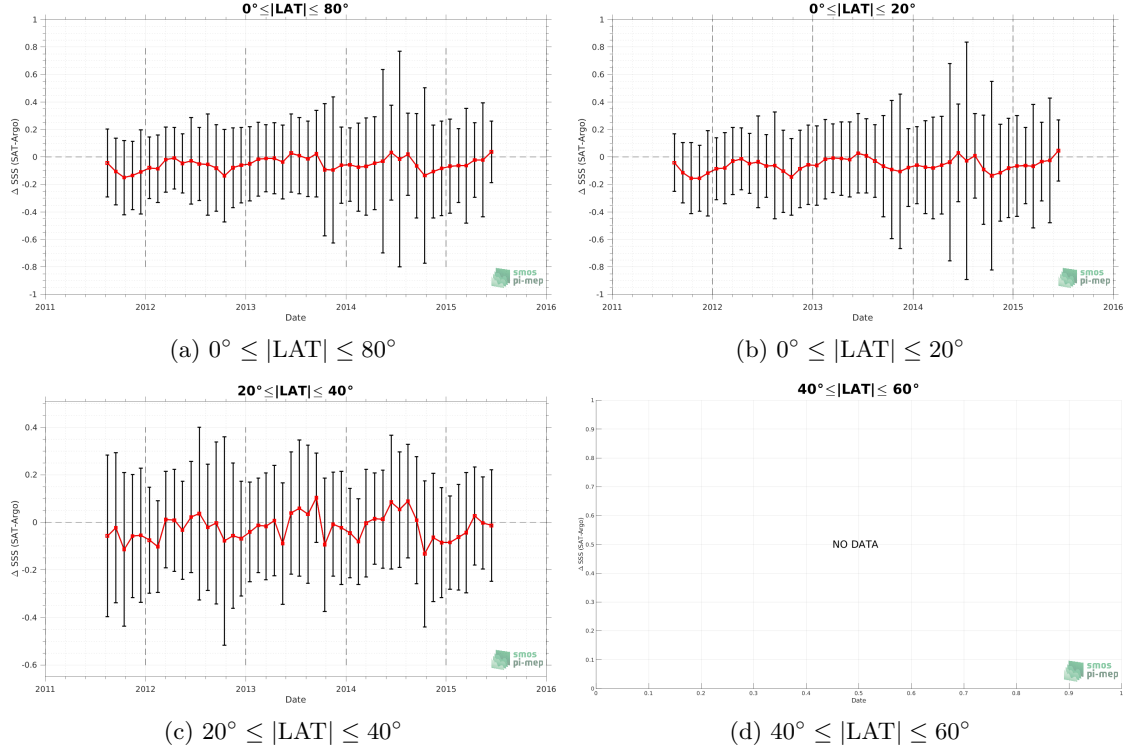 0°≤|LAT|≤ 80°
1
0.8
0.6
0.4
0.2
0
-0.2
-0.4
-0.6
-0.8
-1
Δ SSS (SAT-Argo)
2011 2012 2013 2014 2015 2016
Date
smos
pi-mep
(a) 0° ≤ |LAT| ≤ 80°
0°≤|LAT|≤ 20°
1
0.8
0.6
0.4
0.2
0
-0.2
-0.4
-0.6
-0.8
-1
Δ SSS (SAT-Argo)
2011 2012 2013 2014 2015 2016
Date
smos
pi-mep
(b) 0° ≤ |LAT| ≤ 20°
20°≤|LAT|≤ 40°
0.4
0.2
0
-0.2
-0.4
-0.6
Δ SSS (SAT-Argo)
2011 2012 2013 2014 2015 2016
Date
smos
pi-mep
(c) 20° ≤ |LAT| ≤ 40°
40°≤|LAT|≤ 60°
1
0.9
0.8
0.7
0.6
0.5
0.4
0.3
0.2
0.1
0
Δ SSS (SAT-Argo)
NO DATA
0 0.1 0.2 0.3 0.4 0.5 0.6 0.7 0.8 0.9 1
Date
smos
pi-mep
(d) 40° ≤ |LAT| ≤ 60°